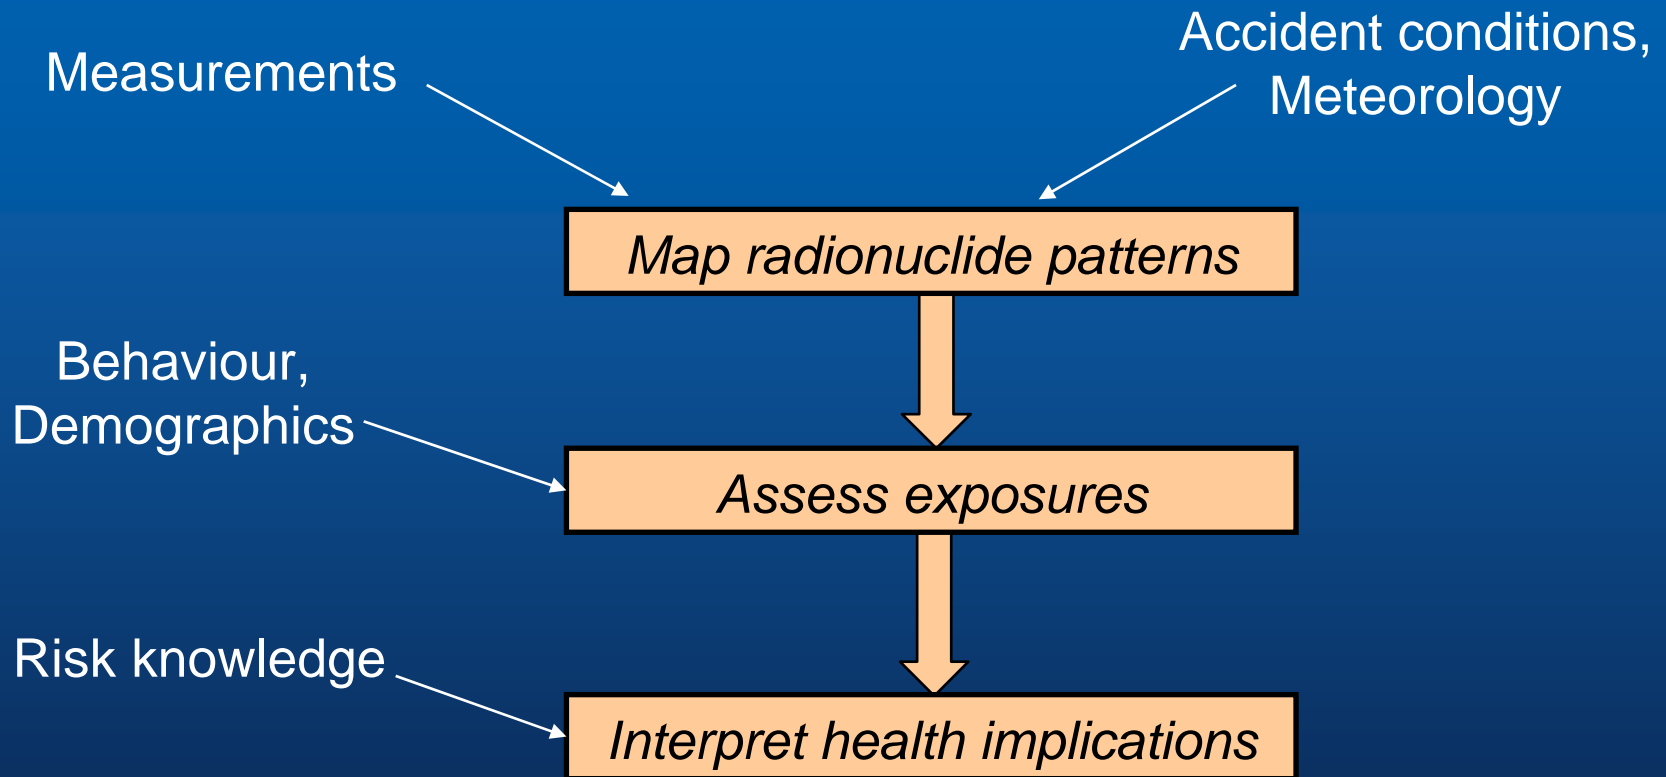 Measurements
Accident conditions,
Meteorology
Map radionuclide patterns
Behaviour,
Demographics
Assess exposures
Risk knowledge
Interpret health implications